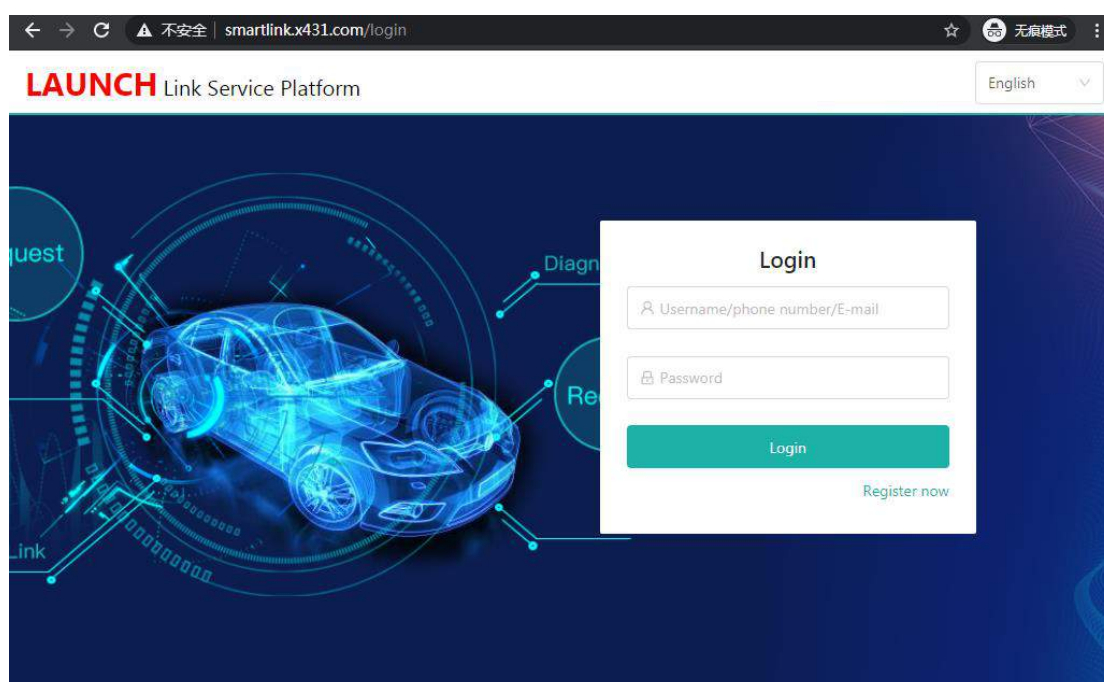 不安全 | smartlink.x431.com/login
无痕模式
LAUNCH Link Service Platform
English
quest
Diagn
Login
Username/phone number/E-mail
Password
Re
Login
Register now
Link